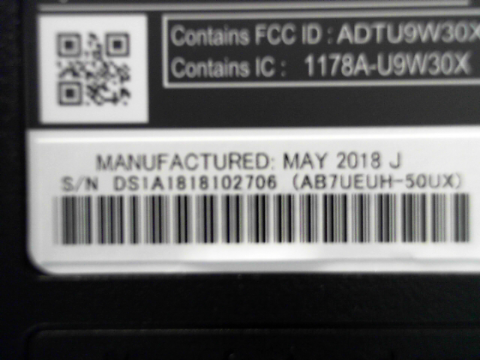 Contains FCC ID : ADTU9W30X
Contains IC : 1178A-U9W30X
MANUFACTURED: MAY 2018 J
S/N DS1A1818102706 (AB7UEUH-50UX)